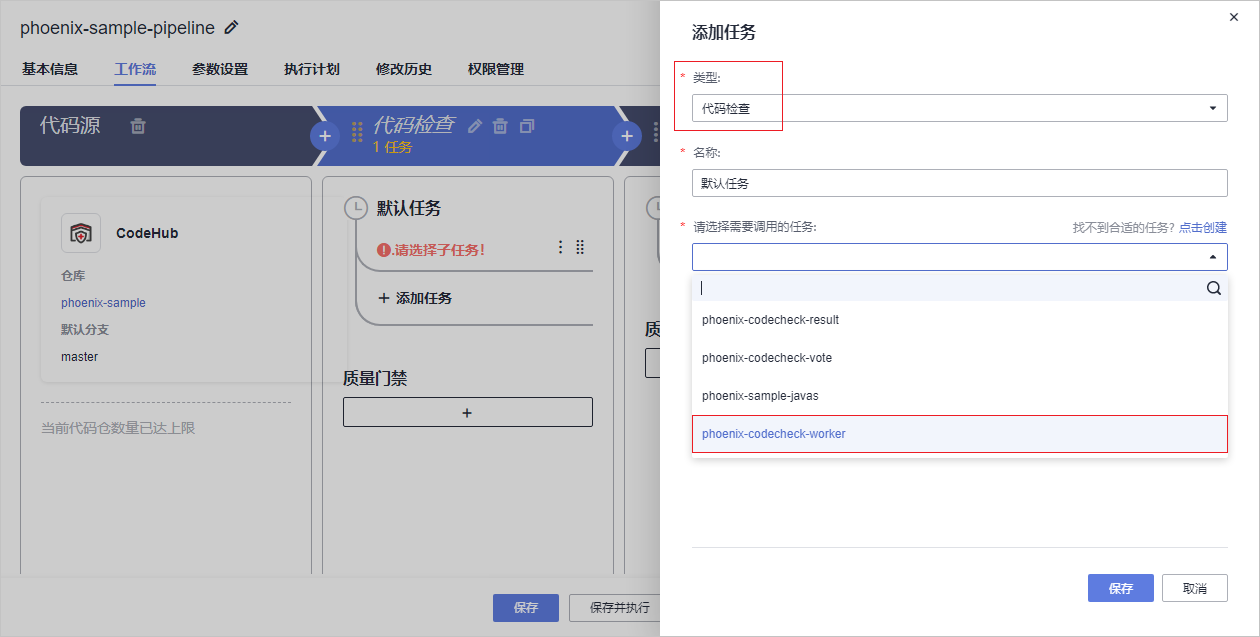 phoenix-sample-pipeline
基本信息 工作流 参数设置 执行计划 修改历史 权限管理
代码源
代码检查
1 任务
CodeHub
仓库
phoenix-sample
默认分支
master
当前代码仓数量已达上限
默认任务
请选择子任务!
添加任务
质量门禁
+
质
保存 保存并执行
添加任务
* 类型:
代码检查
* 名称:
默认任务
* 请选择需要调用的任务: 找不到合适的任务? 点击创建
phoenix-codecheck-result
phoenix-codecheck-vote
phoenix-sample-javas
phoenix-codecheck-worker
保存 取消